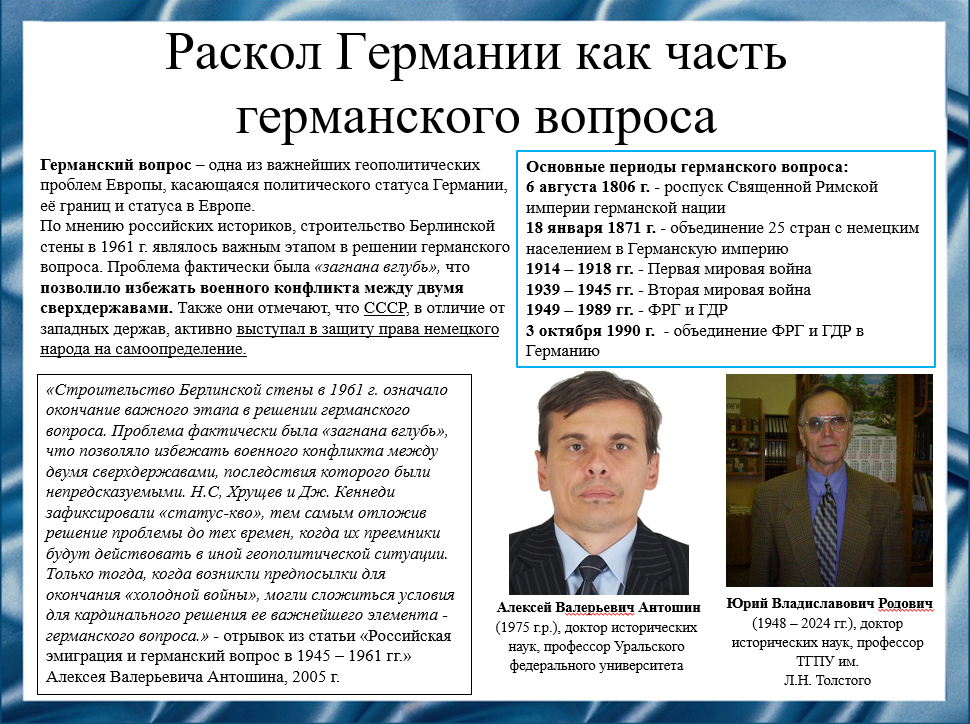 Раскол Германии как часть
германского вопроса
Германский вопрос – одна из важнейших геополитических
проблем Европы, касающаяся политического статуса Германии,
её границ и статуса в Европе.
По мнению российских историков, строительство Берлинской
стены в 1961 г. являлось важным этапом в решении германского
вопроса. Проблема фактически была «загнана вглубь», что
позволило избежать военного конфликта между двумя
сверхдержавами. Также они отмечают, что СССР, в отличие от
западных держав, активно выступал в защиту права немецкого
народа на самоопределение.
Основные периоды германского вопроса:
6 августа 1806 г. - роспуск Священной Римской
империи германской нации
18 января 1871 г. - объединение 25 стран с немецким
населением в Германскую империю
1914 – 1918 гг. - Первая мировая война
1939 – 1945 гг. - Вторая мировая война
1949 – 1989 гг. - ФРГ и ГДР
3 октября 1990 г. - объединение ФРГ и ГДР в
Германию
«Строительство Берлинской стены в 1961 г. означало
окончание важного этапа в решении германского
вопроса. Проблема фактически была «загнана вглубь»,
что позволяло избежать военного конфликта между
двумя сверхдержавами, последствия которого были
непредсказуемыми. Н.С, Хрущев и Дж. Кеннеди
зафиксировали «статус-кво», тем самым отложив
решение проблемы до тех времен, когда их преемники
будут действовать в иной геополитической ситуации.
Только тогда, когда возникли предпосылки для
окончания «холодной войны», могли сложиться условия
для кардинального решения ее важнейшего элемента -
германского вопроса.» - отрывок из статьи «Российская
эмиграция и германский вопрос в 1945 – 1961 гг.»
Алексея Валерьевича Антошина, 2005 г.
Алексей Валерьевич Антошин
(1975 г.р.), доктор исторических
наук, профессор Уральского
федерального университета
Юрий Владиславович Родович
(1948 – 2024 гг.), доктор
исторических наук, профессор
ТГПУ им.
Л.Н. Толстого